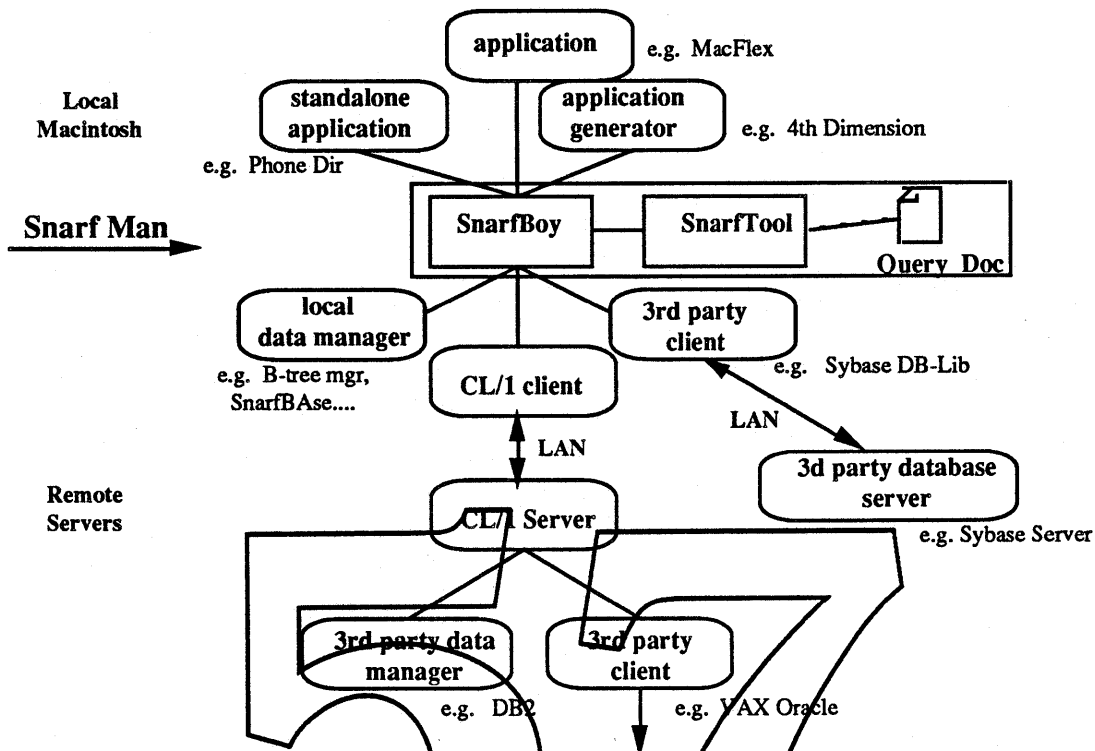 application
e.g. MacFlex
Local
Macintosh
standalone
application
application
generator
e.g. 4th Dimension
e.g. Phone Dir
Snarf Man
SnarfBoy
SnarfTool
Query Doc
local
data manager
3rd party
client
e.g. B-tree mgr,
SnarfBAse....
CL/1 client
e.g. Sybase DB-Lib
LAN
LAN
3d party database
server
Remote
Servers
CL/1 Server
e.g. Sybase Server
3rd party data
manager
3rd party
client
e.g. DB2
e.g. VAX Oracle
57